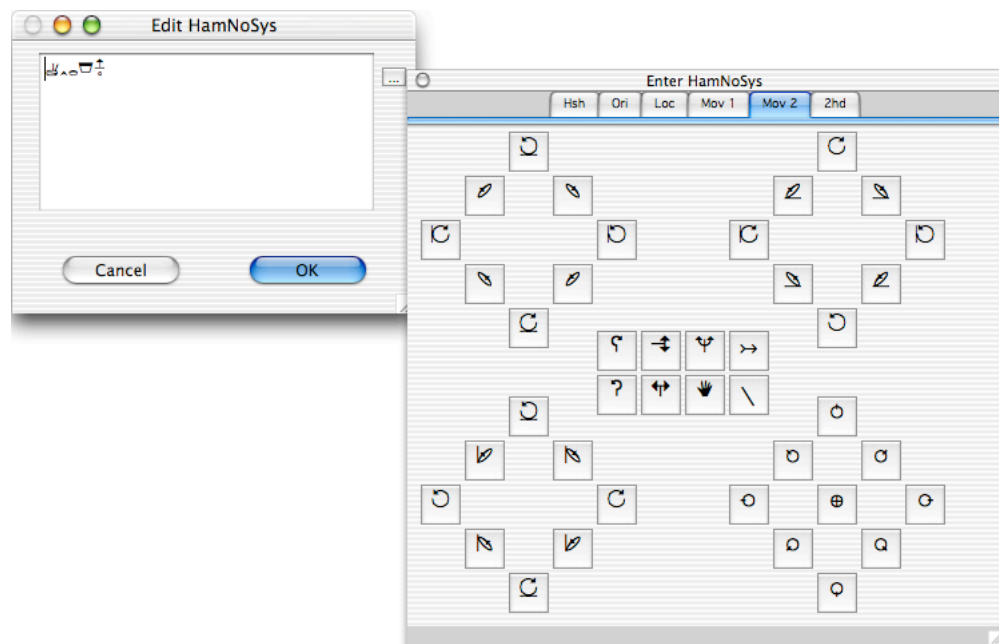 Edit HamNoSys
...
Cancel
OK
Enter HamNoSys
Hsh
Ori
Loc
Mov 1
Mov 2
2hd